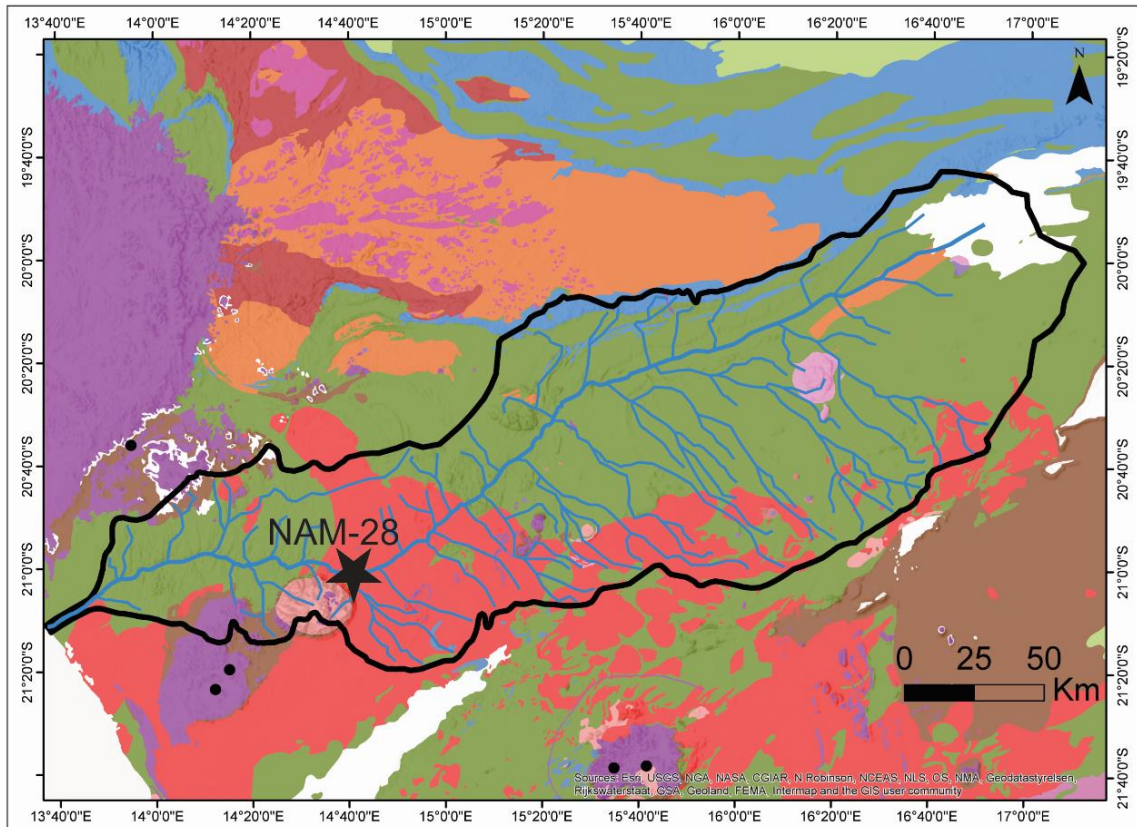 13°40'0"E 14°0'0"E 14°20'0"E 14°40'0"E 15°0'0"E 15°20'0"E 15°40'0"E 16°0'0"E 16°20'0"E 16°40'0"E 17°0'0"E
N
19°20'0"S
19°40'0"S 19°40'0"S
20°0'0"S 20°0'0"S
20°20'0"S 20°20'0"S
20°40'0"S 20°40'0"S
NAM-28
21°0'0"S 21°0'0"S
21°20'0"S 21°20'0"S
0 25 50
Km
21°40'0"S
Sources: Esri, USGS, NGA, NASA, CGIAR, N Robinson, NCEAS, NLS, OS, NMA, Geodatastyrelsen,
Rijkswaterstaat, GSA, Geoland, FEMA, Intermap and the GIS user community
13°40'0"E 14°0'0"E 14°20'0"E 14°40'0"E 15°0'0"E 15°20'0"E 15°40'0"E 16°0'0"E 16°20'0"E 16°40'0"E 17°0'0"E